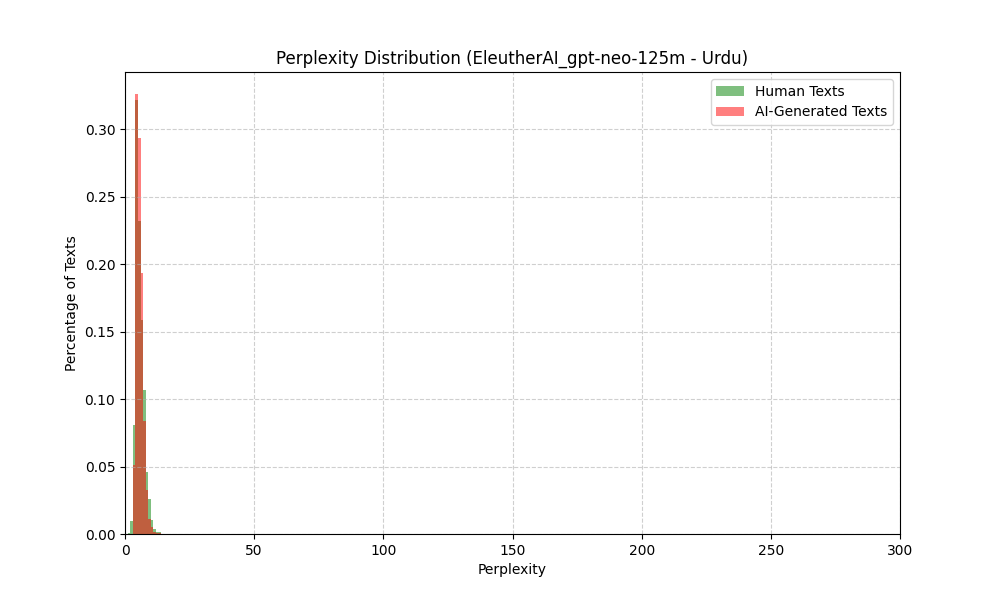 Perplexity Distribution (EleutherAI_gpt-neo-125m - Urdu)
Human Texts
AI-Generated Texts
Percentage of Texts
0.30
0.25
0.20
0.15
0.10
0.05
0.00
0 50 100 150 200 250 300
Perplexity